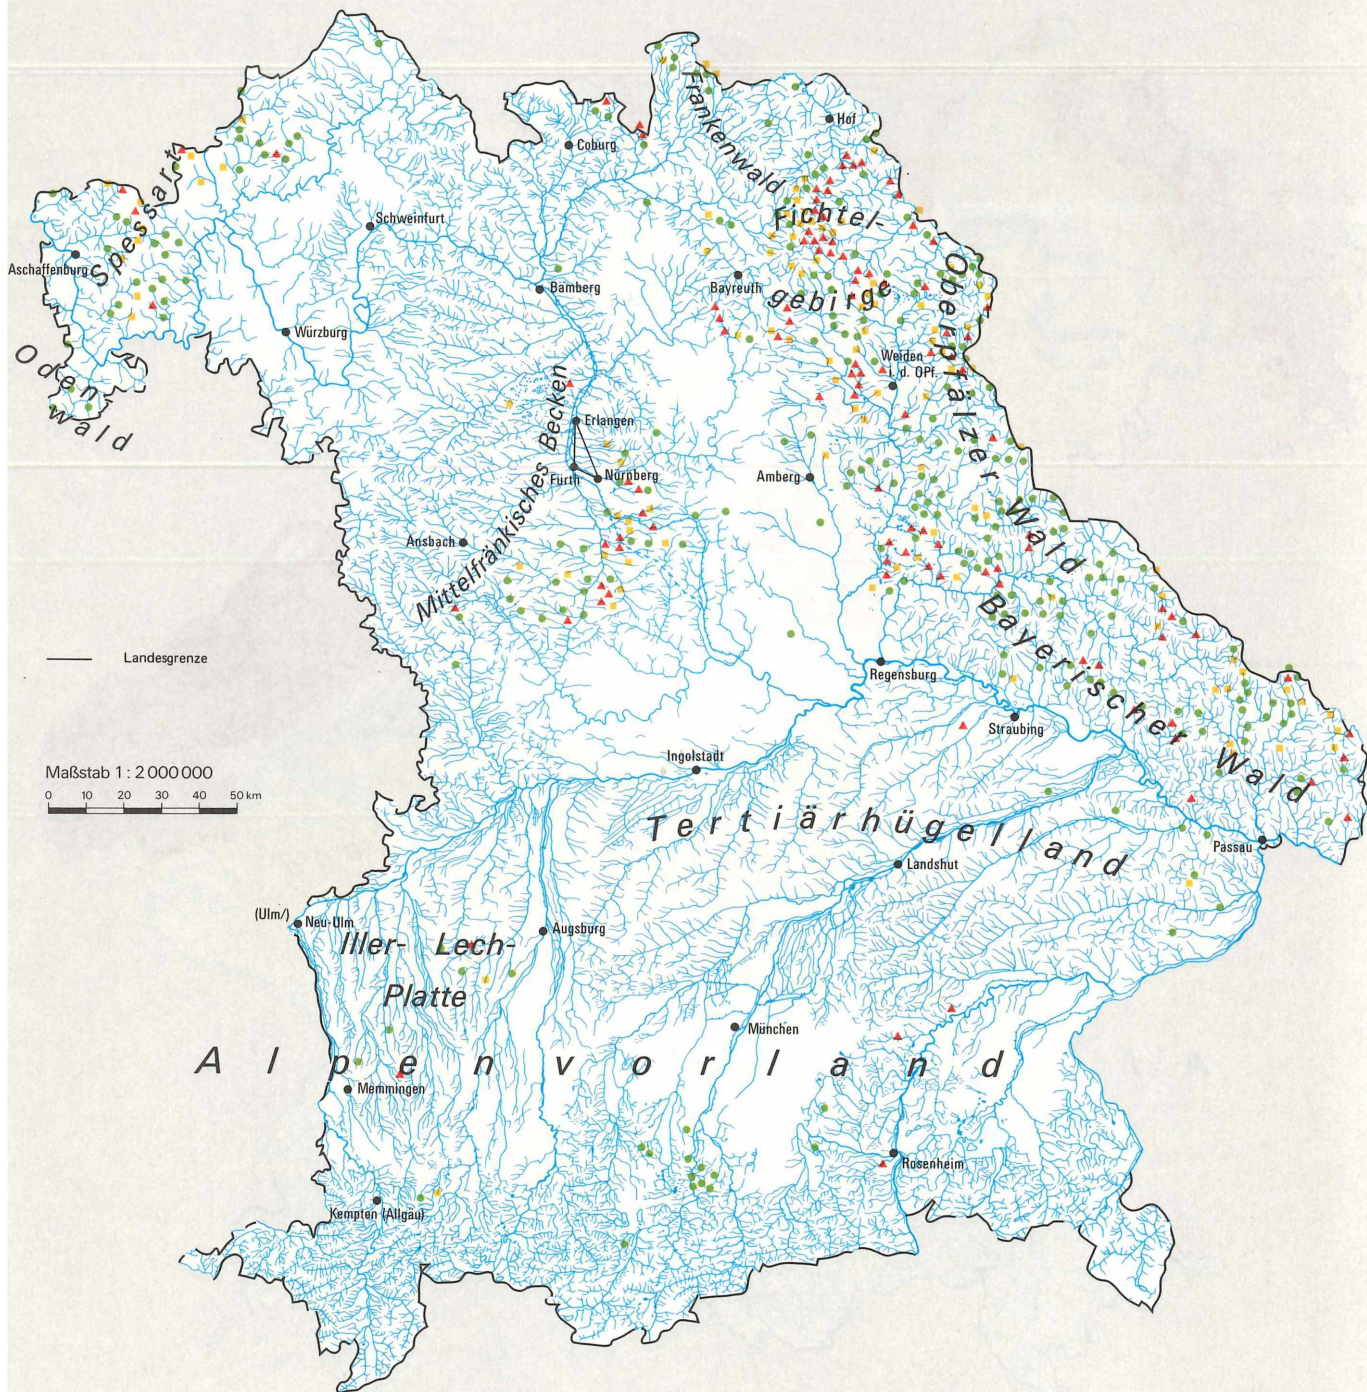 Frankenwald
Hof
Coburg
Spessart
Fichtel-
gebirge
Schweinfurt
Aschaffenburg
Bamberg
Bayreuth
Oberpfälzer Wald
Würzburg
Odenwald
Weiden
i. d. OPf.
Erlangen
Fürth
Nürnberg
Amberg
Ansbach
Mittelfränkisches Becken
Bayerischer Wald
Landesgrenze
Regensburg
Straubing
Ingolstadt
Maßstab 1 : 2 000 000
0 10 20 30 40 50 km
Tertiärhügelland
Passau
Landshut
(Ulm/) Neu-Ulm
Augsburg
Iller- Lech-
Platte
München
Alpenvorland
Memmingen
Rosenheim
Kempten (Allgäu)